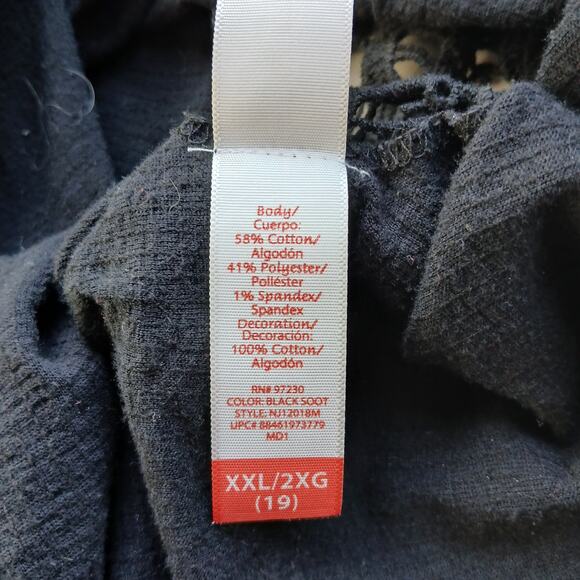 Body/
Cuerpo:
58% Cotton/
Algodón
41% Polyester/
Poliéster
1% Spandex/
Spandex
Decoration/
Decoración:
100% Cotton/
Algodón
RN# 97230
COLOR: BLACK SOOT
STYLE: NJ12018M
UPC# 88461973779
MD1
XXL/2XG
(19)